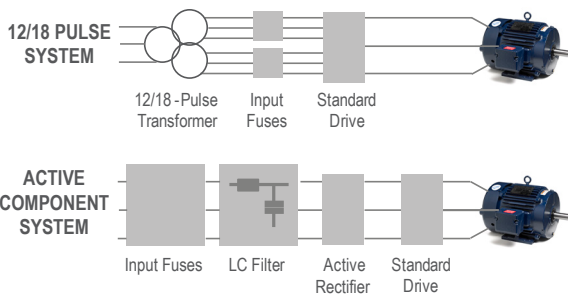 12/18 PULSE
SYSTEM
12/18 -Pulse
Transformer
Input
Fuses
Standard
Drive
ACTIVE
COMPONENT
SYSTEM
Input Fuses
LC Filter
Active
Rectifier
Standard
Drive